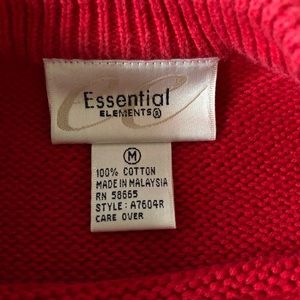 Essential
ELEMENTS®
M
100% COTTON
MADE IN MALAYSIA
RN 58665
STYLE: A7604R
CARE OVER